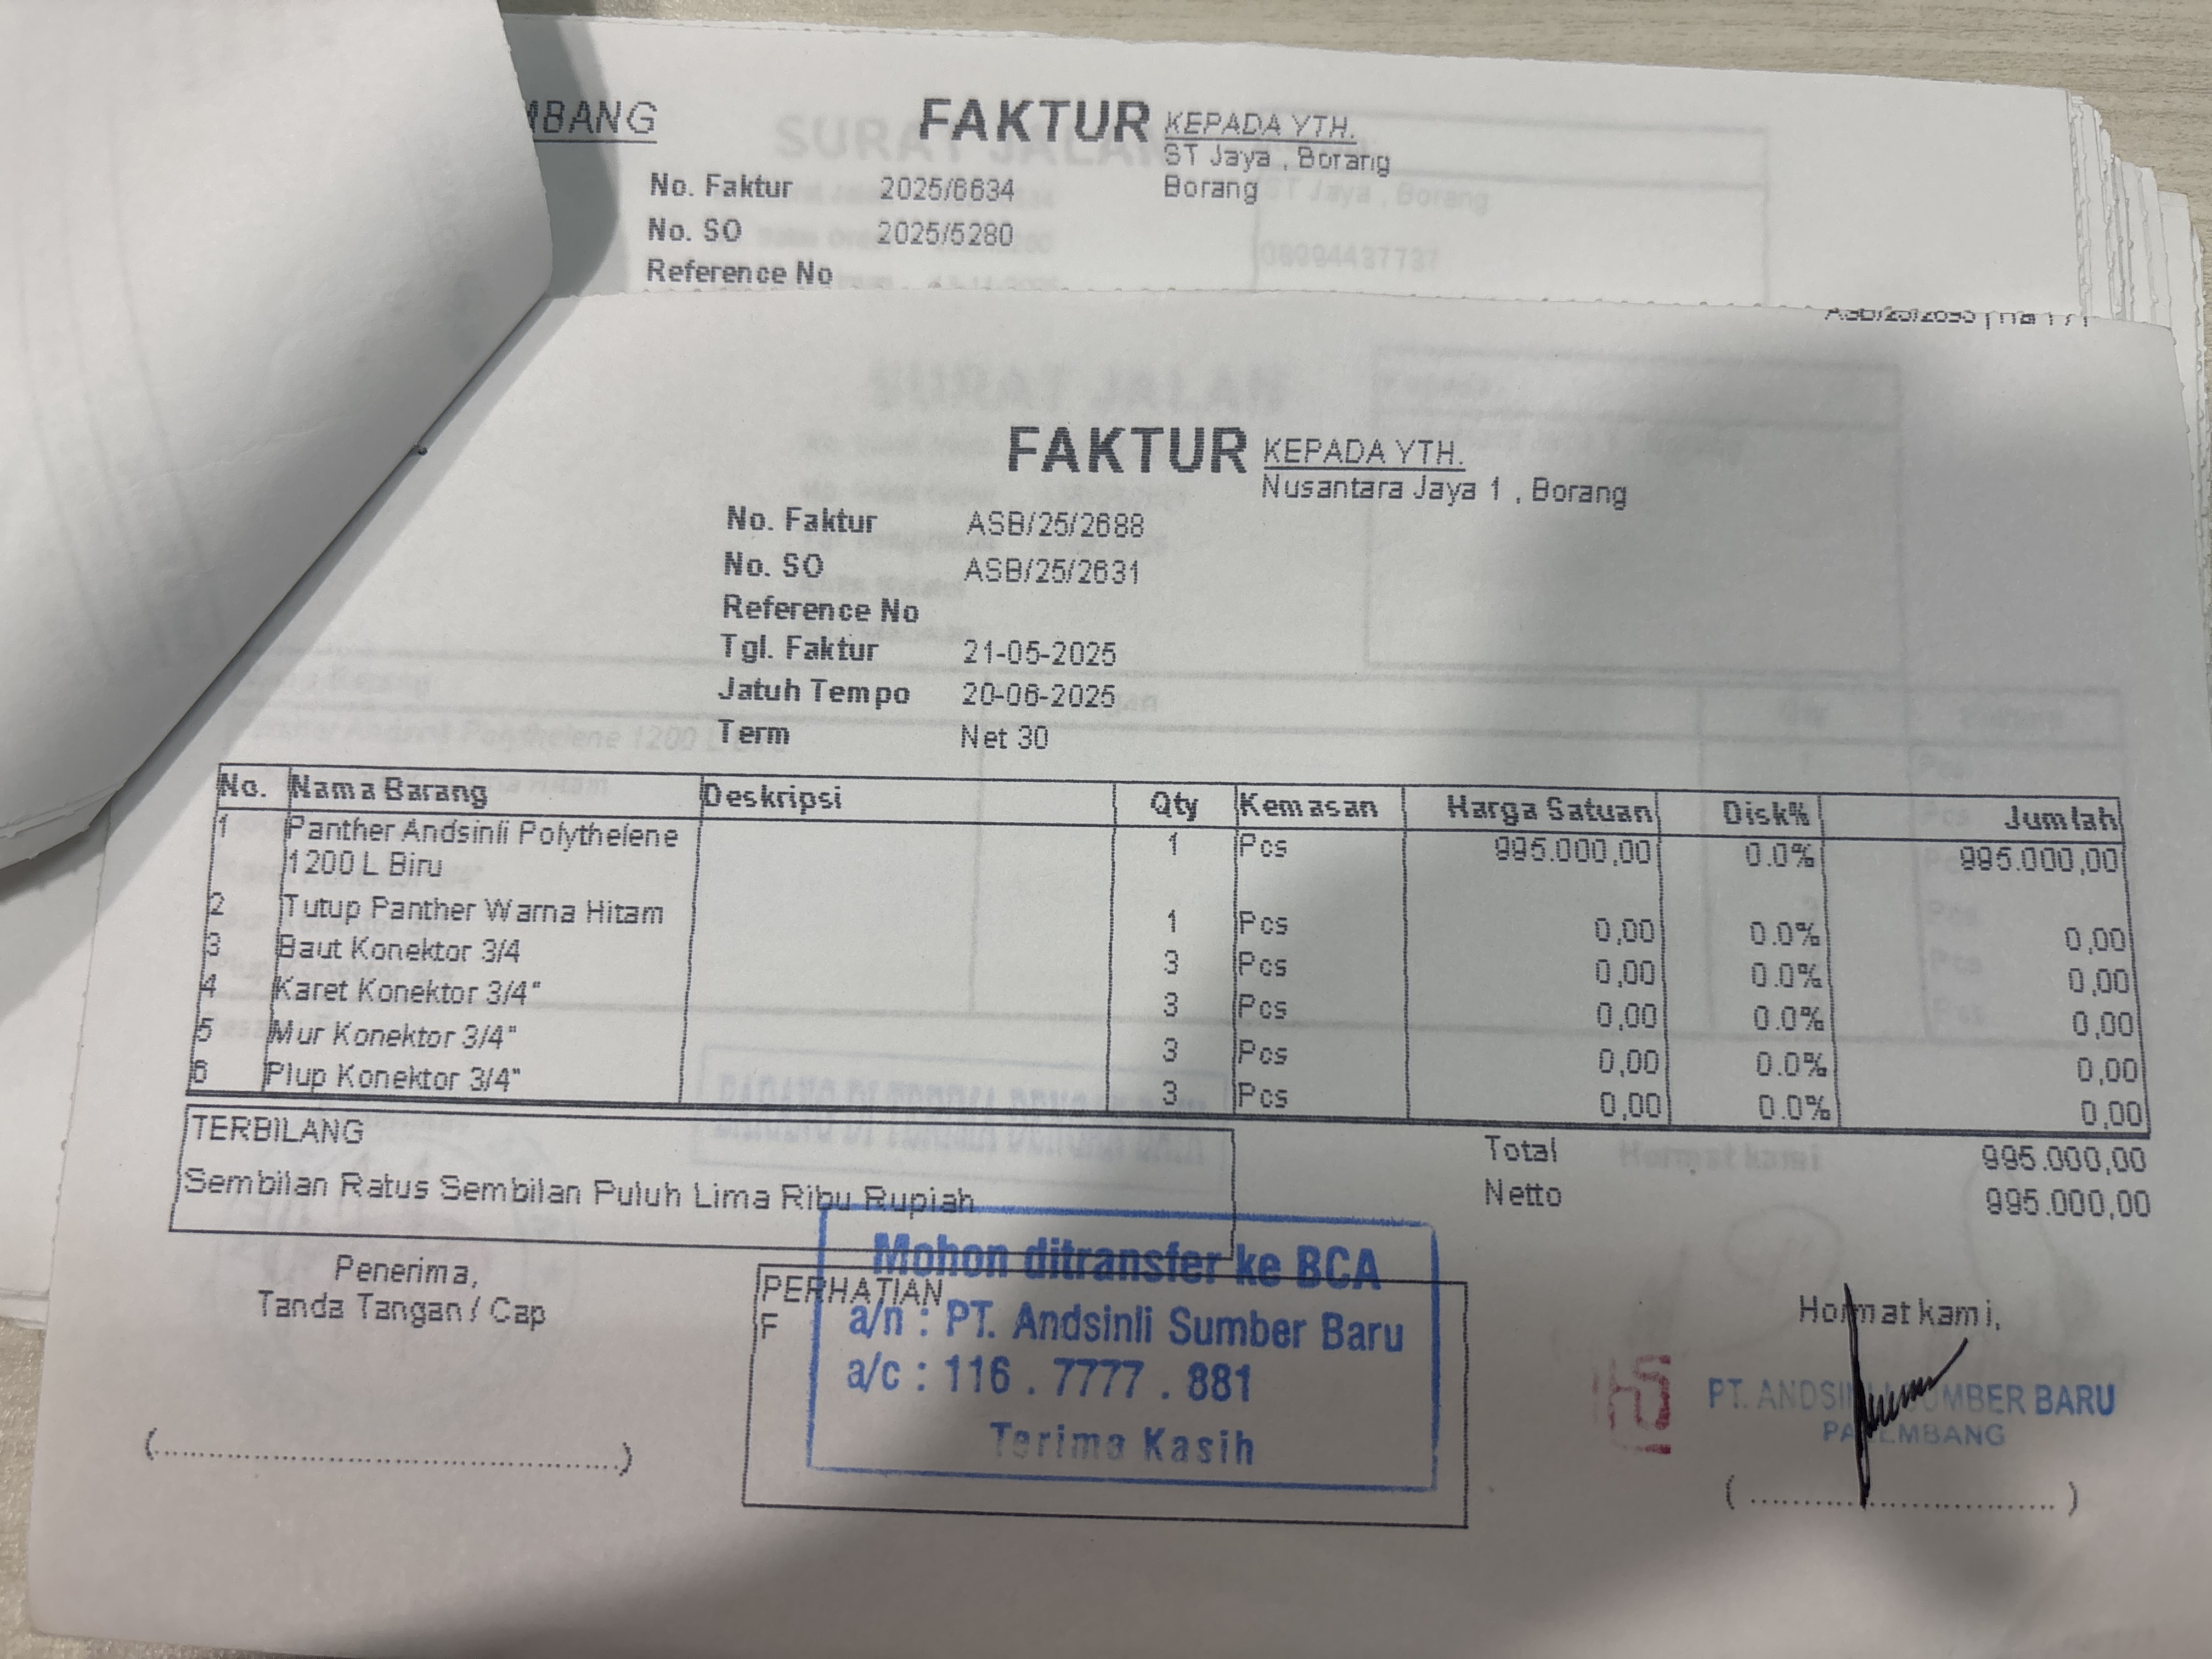 MBANG
FAKTUR
KEPADA YTH.
ST Jaya , Borang
Borang
No. Faktur 2025/6634
No. SO 2025/5280
Reference No
SURAT JALAN
FAKTUR
KEPADA YTH.
Nusantara Jaya 1 , Borang
No. Faktur ASB/25/2688
No. SO ASB/25/2631
Reference No
Tgl. Faktur 21-05-2025
Jatuh Tempo 20-06-2025
Term Net 30
No. Nama Barang Deskripsi Qty Kemasan Harga Satuan Disk% Jumlah
1 Panther Andsinli Polythelene 1 Pcs 995.000,00 0.0% 995.000,00
1200 L Biru
2 Tutup Panther Warna Hitam 1 Pcs 0,00 0.0% 0,00
3 Baut Konektor 3/4 3 Pcs 0,00 0.0% 0,00
4 Karet Konektor 3/4" 3 Pcs 0,00 0.0% 0,00
5 Mur Konektor 3/4" 3 Pcs 0,00 0.0% 0,00
6 Plup Konektor 3/4" 3 Pcs 0,00 0.0% 0,00
TERBILANG
Sembilan Ratus Sembilan Puluh Lima Ribu Rupiah
Total 995.000,00
Netto 995.000,00
Penerima,
Tanda Tangan / Cap
(..............................)
PERHATIAN
F
Mohon ditransfer ke BCA
a/n : PT. Andsinli Sumber Baru
a/c : 116 . 7777 . 881
Terima Kasih
Hormat kami,
PT. ANDSINLI SUMBER BARU
PALEMBANG
( .............................. )